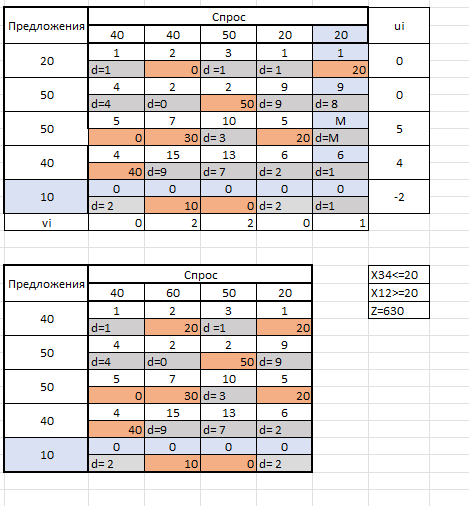 Предложения Спрос ui
40 40 50 20 20
20 1 2 3 1 1 0
d=1 0 d =1 d= 1 20
50 4 2 2 9 9 0
d=4 d=0 50 d= 9 d= 8
50 5 7 10 5 M 5
0 30 d= 3 20 d=M
40 4 15 13 6 6 4
40 d=9 d= 7 d= 2 d=1
10 0 0 0 0 0 -2
d= 2 10 0 d= 2 d=1
vi 0 2 2 0 1
Предложения Спрос X34<=20
40 60 50 20 X12>=20
40 1 2 3 1 Z=630
d=1 20 d =1 20
50 4 2 2 9
d=4 d=0 50 d= 9
50 5 7 10 5
0 30 d= 3 20
40 4 15 13 6
40 d=9 d= 7 d= 2
10 0 0 0 0
d= 2 10 0 d= 2